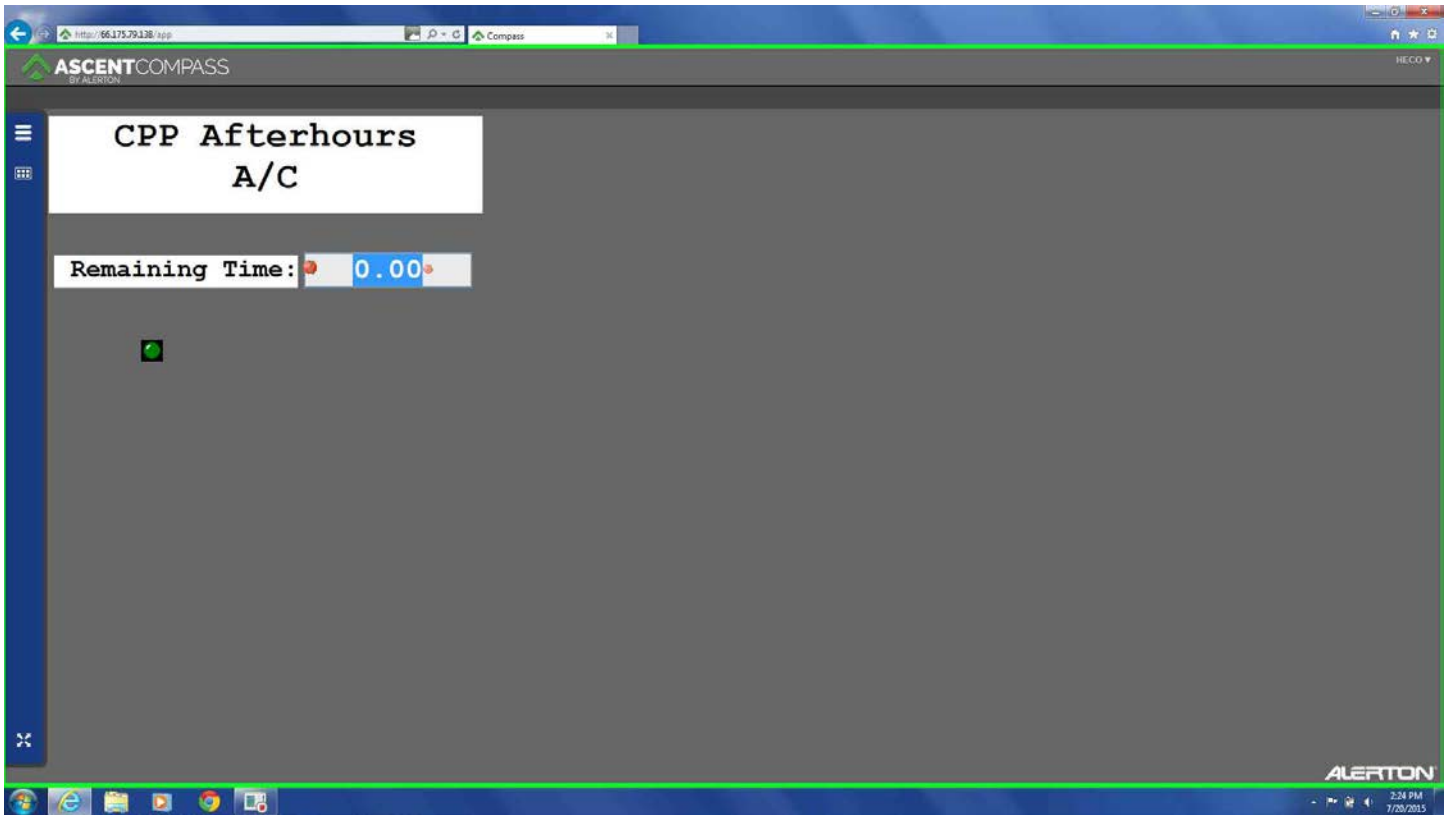 http://66.175.79.138/app
Compass
ASCENTCOMPASS
BY ALERTON
HECO
CPP Afterhours
A/C
Remaining Time: 0.00
ALERTON
2:24 PM
7/20/2015